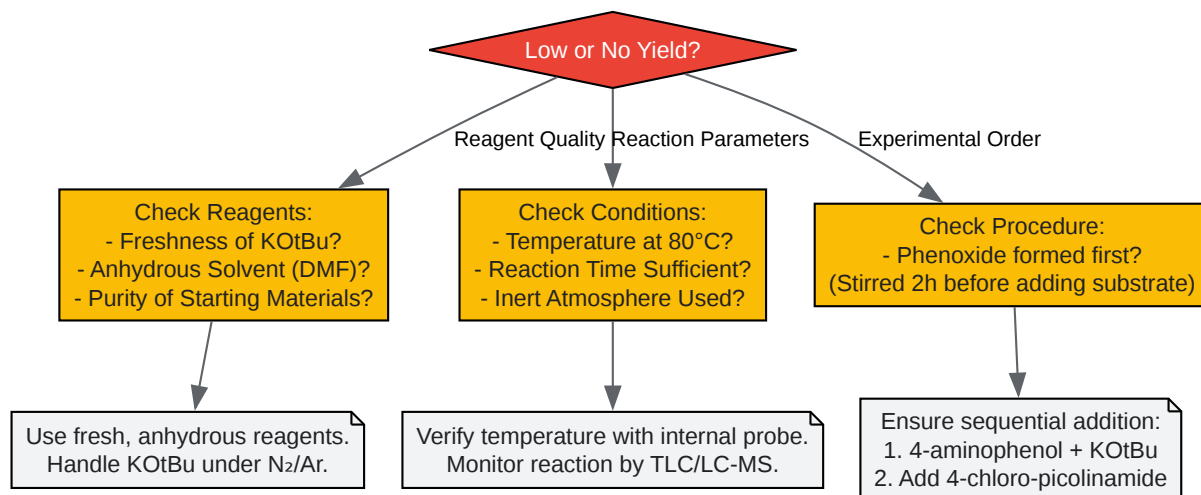 Low or No Yield?
Reagent Quality
Reaction Parameters
Experimental Order
Check Reagents:
- Freshness of KOtBu?
- Anhydrous Solvent (DMF)?
- Purity of Starting Materials?
Check Conditions:
- Temperature at 80°C?
- Reaction Time Sufficient?
- Inert Atmosphere Used?
Check Procedure:
- Phenoxide formed first?
(Stirred 2h before adding substrate)
Use fresh, anhydrous reagents.
Handle KOtBu under N₂/Ar.
Verify temperature with internal probe.
Monitor reaction by TLC/LC-MS.
Ensure sequential addition:
1. 4-aminophenol + KOtBu
2. Add 4-chloro-picolinamide